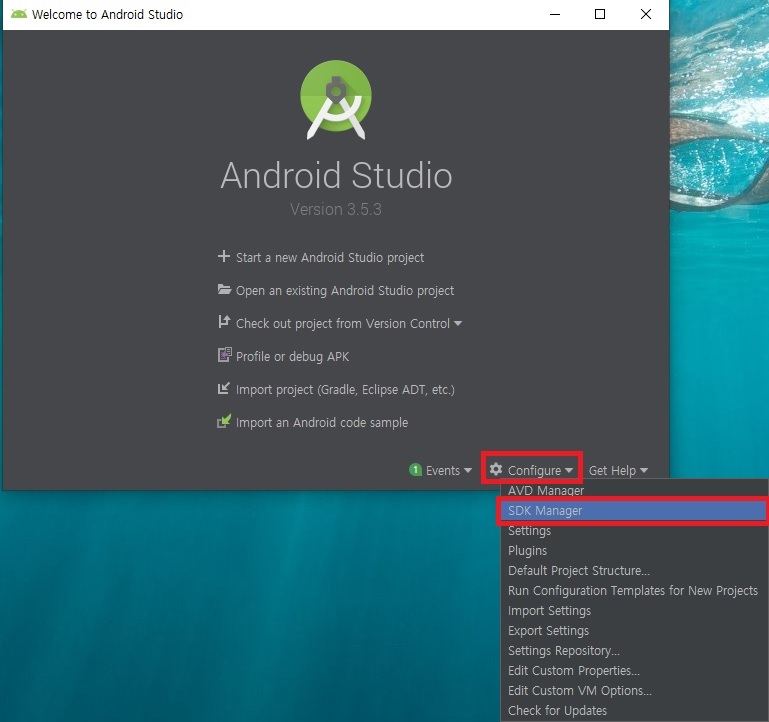 Welcome to Android Studio
Android Studio
Version 3.5.3
Start a new Android Studio project
Open an existing Android Studio project
Check out project from Version Control
Profile or debug APK
Import project (Gradle, Eclipse ADT, etc.)
Import an Android code sample
1 Events Configure Get Help
AVD Manager
SDK Manager
Settings
Plugins
Default Project Structure...
Run Configuration Templates for New Projects
Import Settings
Export Settings
Settings Repository...
Edit Custom Properties...
Edit Custom VM Options...
Check for Updates